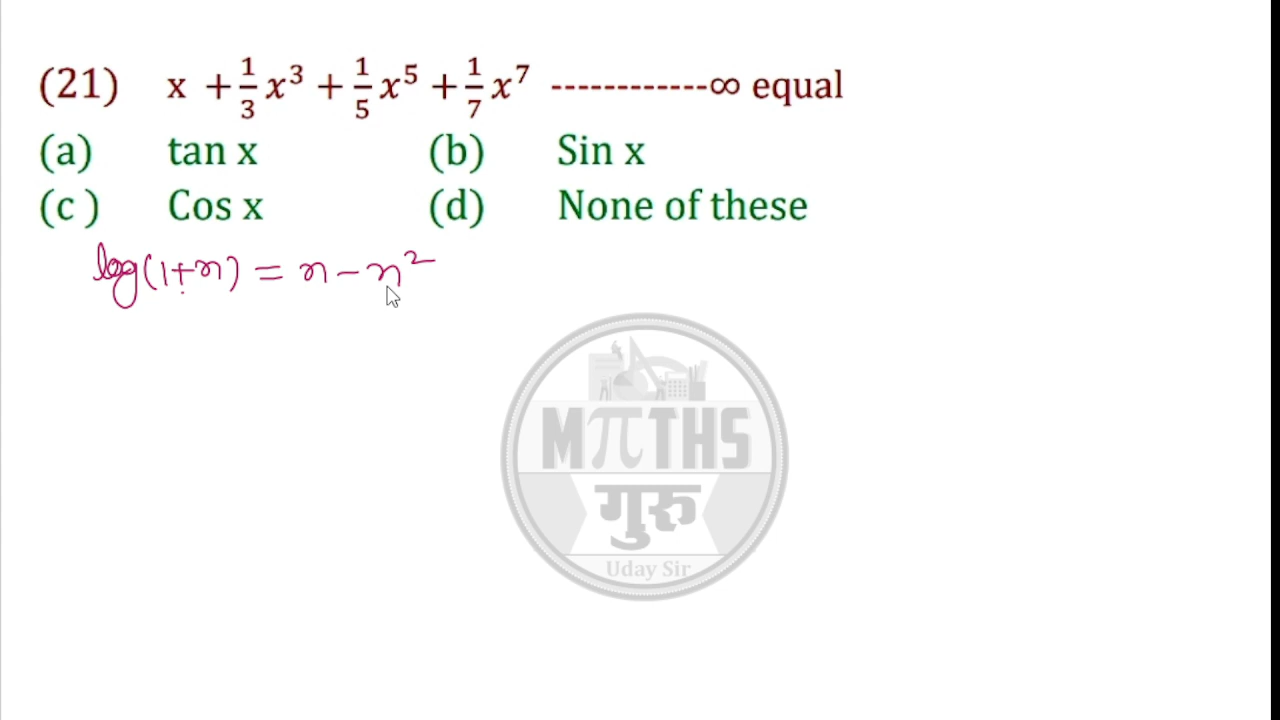 (21) x + 1/3 x³ + 1/5 x⁵ + 1/7 x⁷ ------------∞ equal
(a) tan x (b) Sin x
(c ) Cos x (d) None of these
log(1+x) = x − x²
MπTHS
गुरु
Uday Sir